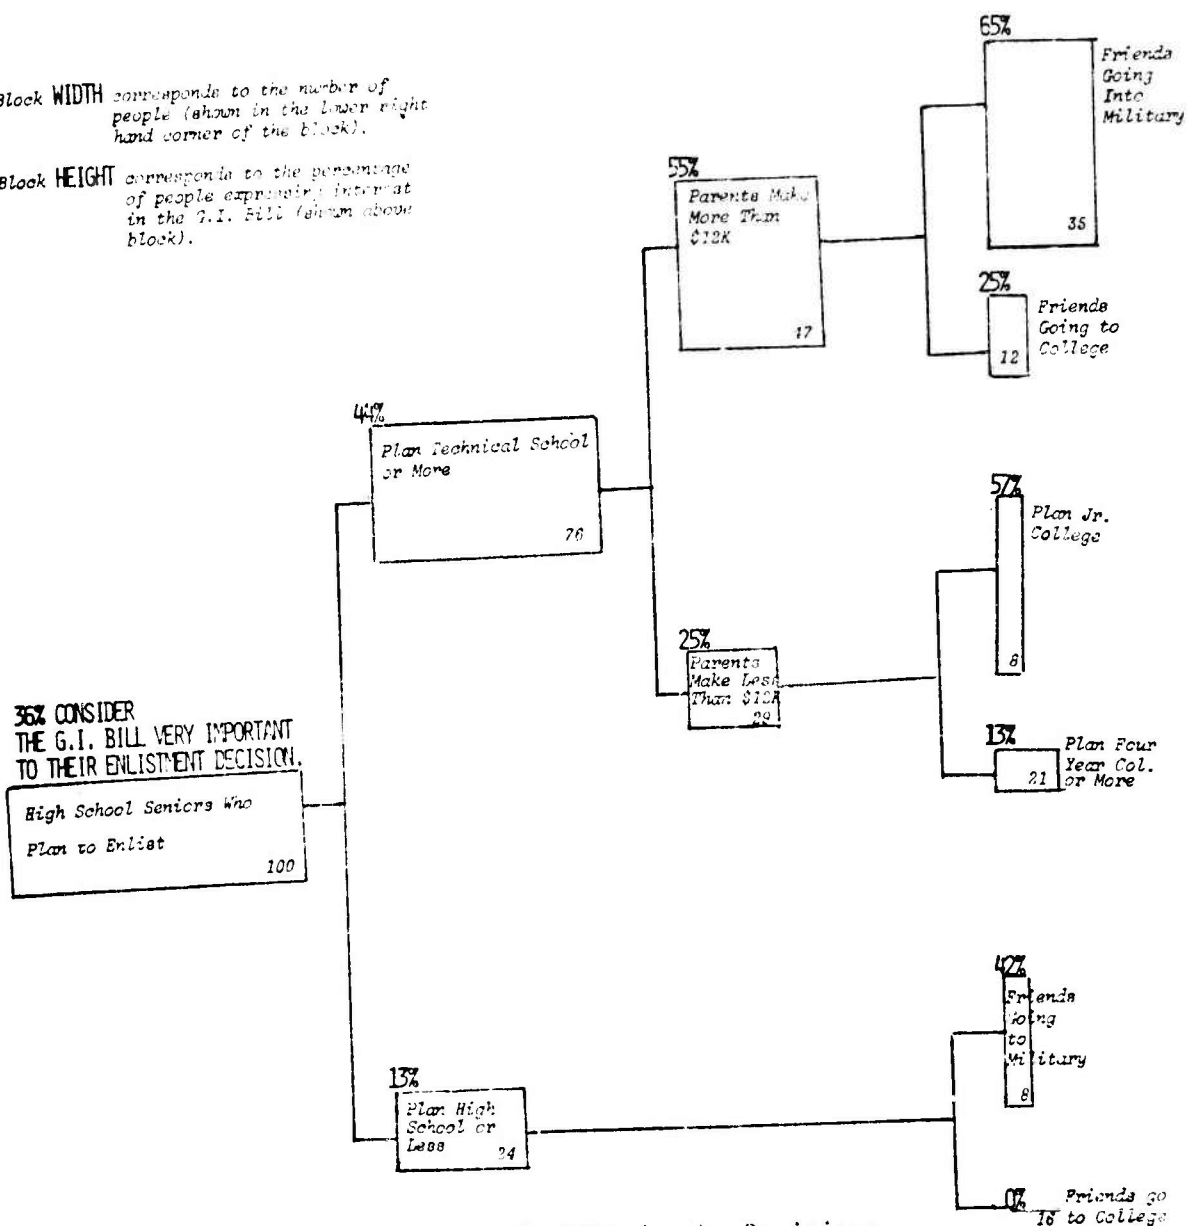 Block WIDTH corresponds to the number of
people (shown in the lower right
hand corner of the block).
Block HEIGHT corresponds to the percentage
of people expressing interest
in the G.I. Bill (shown above
block).
65%
Friends
Going
Into
Military
35
55%
Parents Make
More Than
$12K
47
25%
Friends
Going to
College
12
44%
Plan Technical School
or More
76
57%
Plan Jr.
College
8
25%
Parents
Make Less
Than $12K
29
13%
Plan Four
Year Col.
or More
21
36% CONSIDER
THE G.I. BILL VERY IMPORTANT
TO THEIR ENLISTMENT DECISION.
High School Seniors Who
Plan to Enlist
100
42%
Friends
Going
to
Military
8
13%
Plan High
School or
Less
24
0%
Friends go
to College
16